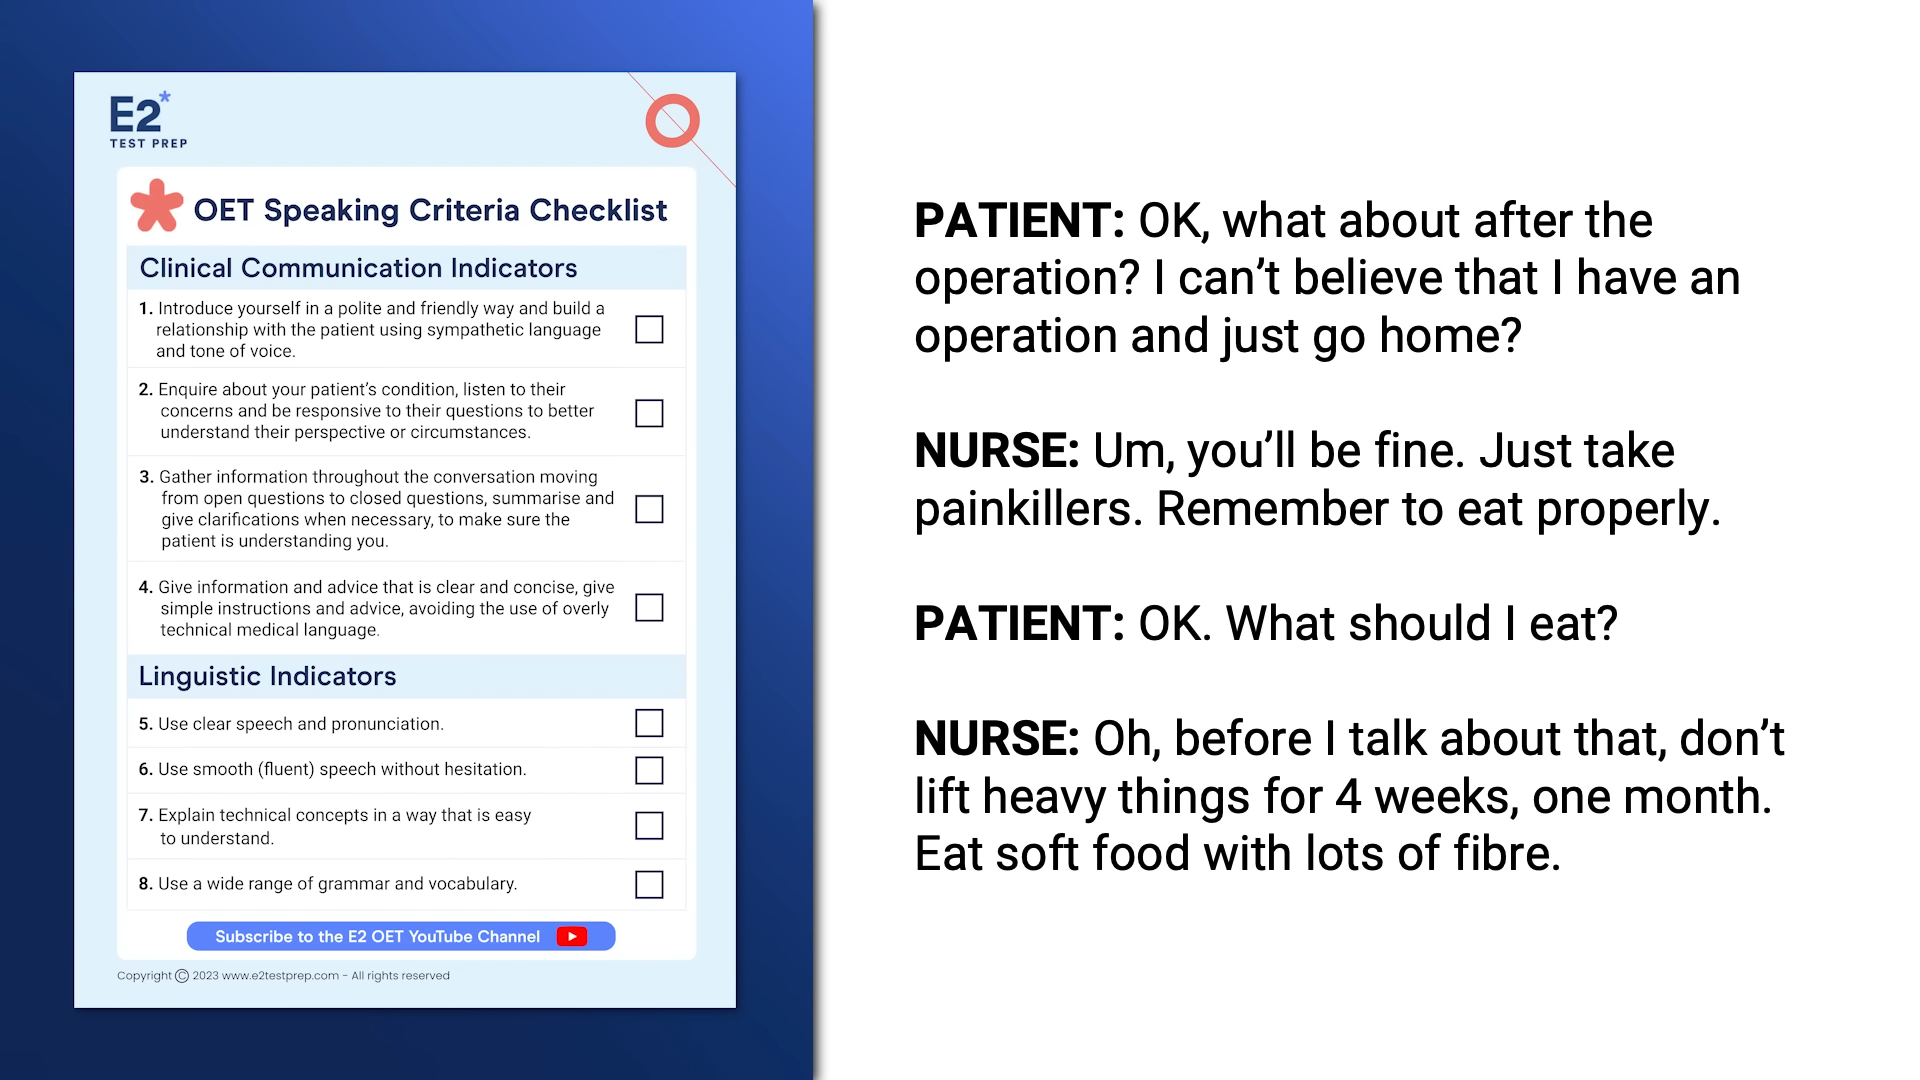 E2*
TEST PREP
OET Speaking Criteria Checklist
Clinical Communication Indicators
1. Introduce yourself in a polite and friendly way and build a
relationship with the patient using sympathetic language
and tone of voice.
2. Enquire about your patient's condition, listen to their
concerns and be responsive to their questions to better
understand their perspective or circumstances.
3. Gather information throughout the conversation moving
from open questions to closed questions, summarise and
give clarifications when necessary, to make sure the
patient is understanding you.
4. Give information and advice that is clear and concise, give
simple instructions and advice, avoiding the use of overly
technical medical language.
Linguistic Indicators
5. Use clear speech and pronunciation.
6. Use smooth (fluent) speech without hesitation.
7. Explain technical concepts in a way that is easy
to understand.
8. Use a wide range of grammar and vocabulary.
Subscribe to the E2 OET YouTube Channel
Copyright © 2023 www.e2testprep.com - All rights reserved
PATIENT: OK, what about after the
operation? I can’t believe that I have an
operation and just go home?
NURSE: Um, you’ll be fine. Just take
painkillers. Remember to eat properly.
PATIENT: OK. What should I eat?
NURSE: Oh, before I talk about that, don’t
lift heavy things for 4 weeks, one month.
Eat soft food with lots of fibre.